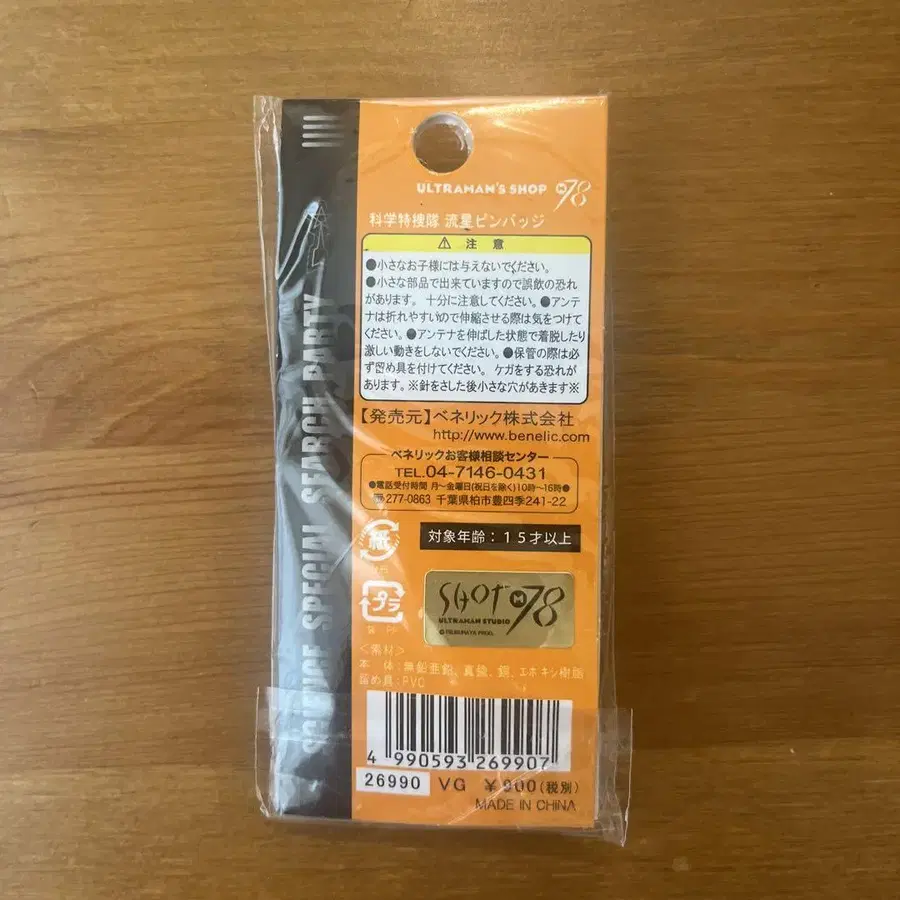 ULTRAMAN'S SHOP M78
科学特捜隊 流星ピンバッジ
⚠ 注 意
●小さなお子様には与えないでください。
●小さな部品で出来ていますので誤飲の恐れ
があります。十分に注意してください。●アンテ
ナは折れやすいので伸縮させる際は気をつけて
ください。●アンテナを伸ばした状態で着脱したり
激しい動きをしないでください。●保管の際は必
ず留め具を付けてください。ケガをする恐れが
あります。※針をさした後小さな穴があきます※
【発売元】ベネリック株式会社
http://www.benelic.com
ベネリックお客様相談センター
TEL.04-7146-0431
●電話受付時間 月〜金曜日(祝日を除く)10時〜16時●
〒277-0863 千葉県柏市豊四季241-22
紙
台紙
対象年齢：15才以上
プラ
袋 PP
SHOT M78
ULTRAMAN STUDIO
© TSUBURAYA PROD.
＜素材＞
本 体：無鉛亜鉛、真鍮、鉄、エポキシ樹脂
留め具：PVC
4 990593 269907
26990 VG ¥900(税別)
MADE IN CHINA
SCIENCE SPECIAL SEARCH PARTY